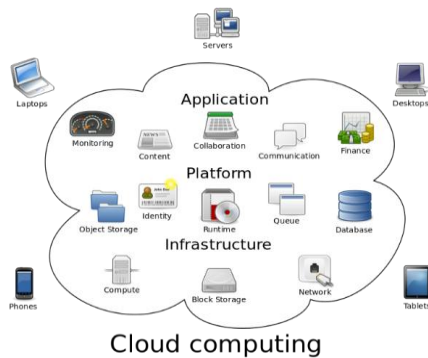 Servers
Laptops
Desktops
Application
Monitoring
NEWS
Content
Collaboration
Communication
Finance
Platform
Object Storage
Identity
Runtime
Queue
Database
Infrastructure
Compute
Block Storage
Network
Phones
Tablets
Cloud computing